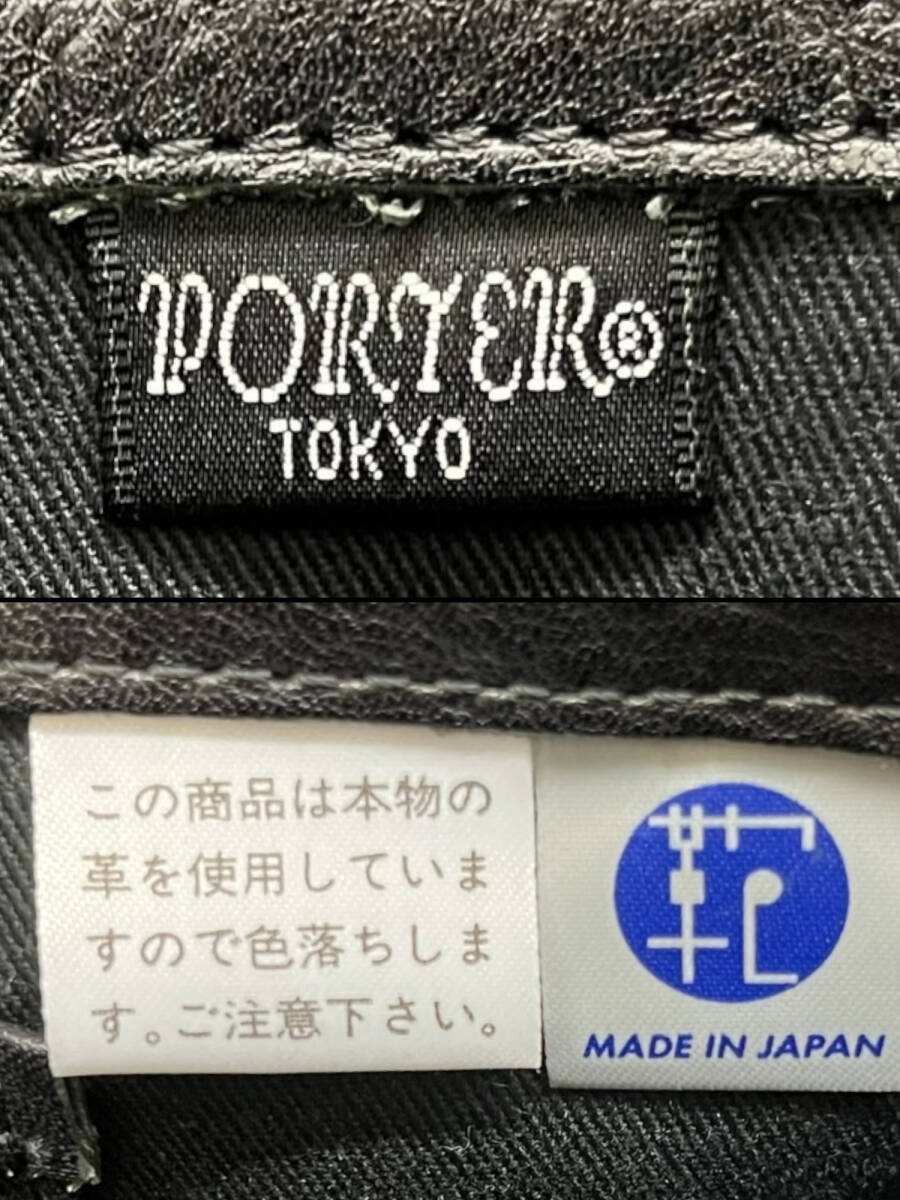 PORTER®
TOKYO
この商品は本物の
革を使用していま
すので色落ちしま
す。ご注意下さい。
MADE IN JAPAN